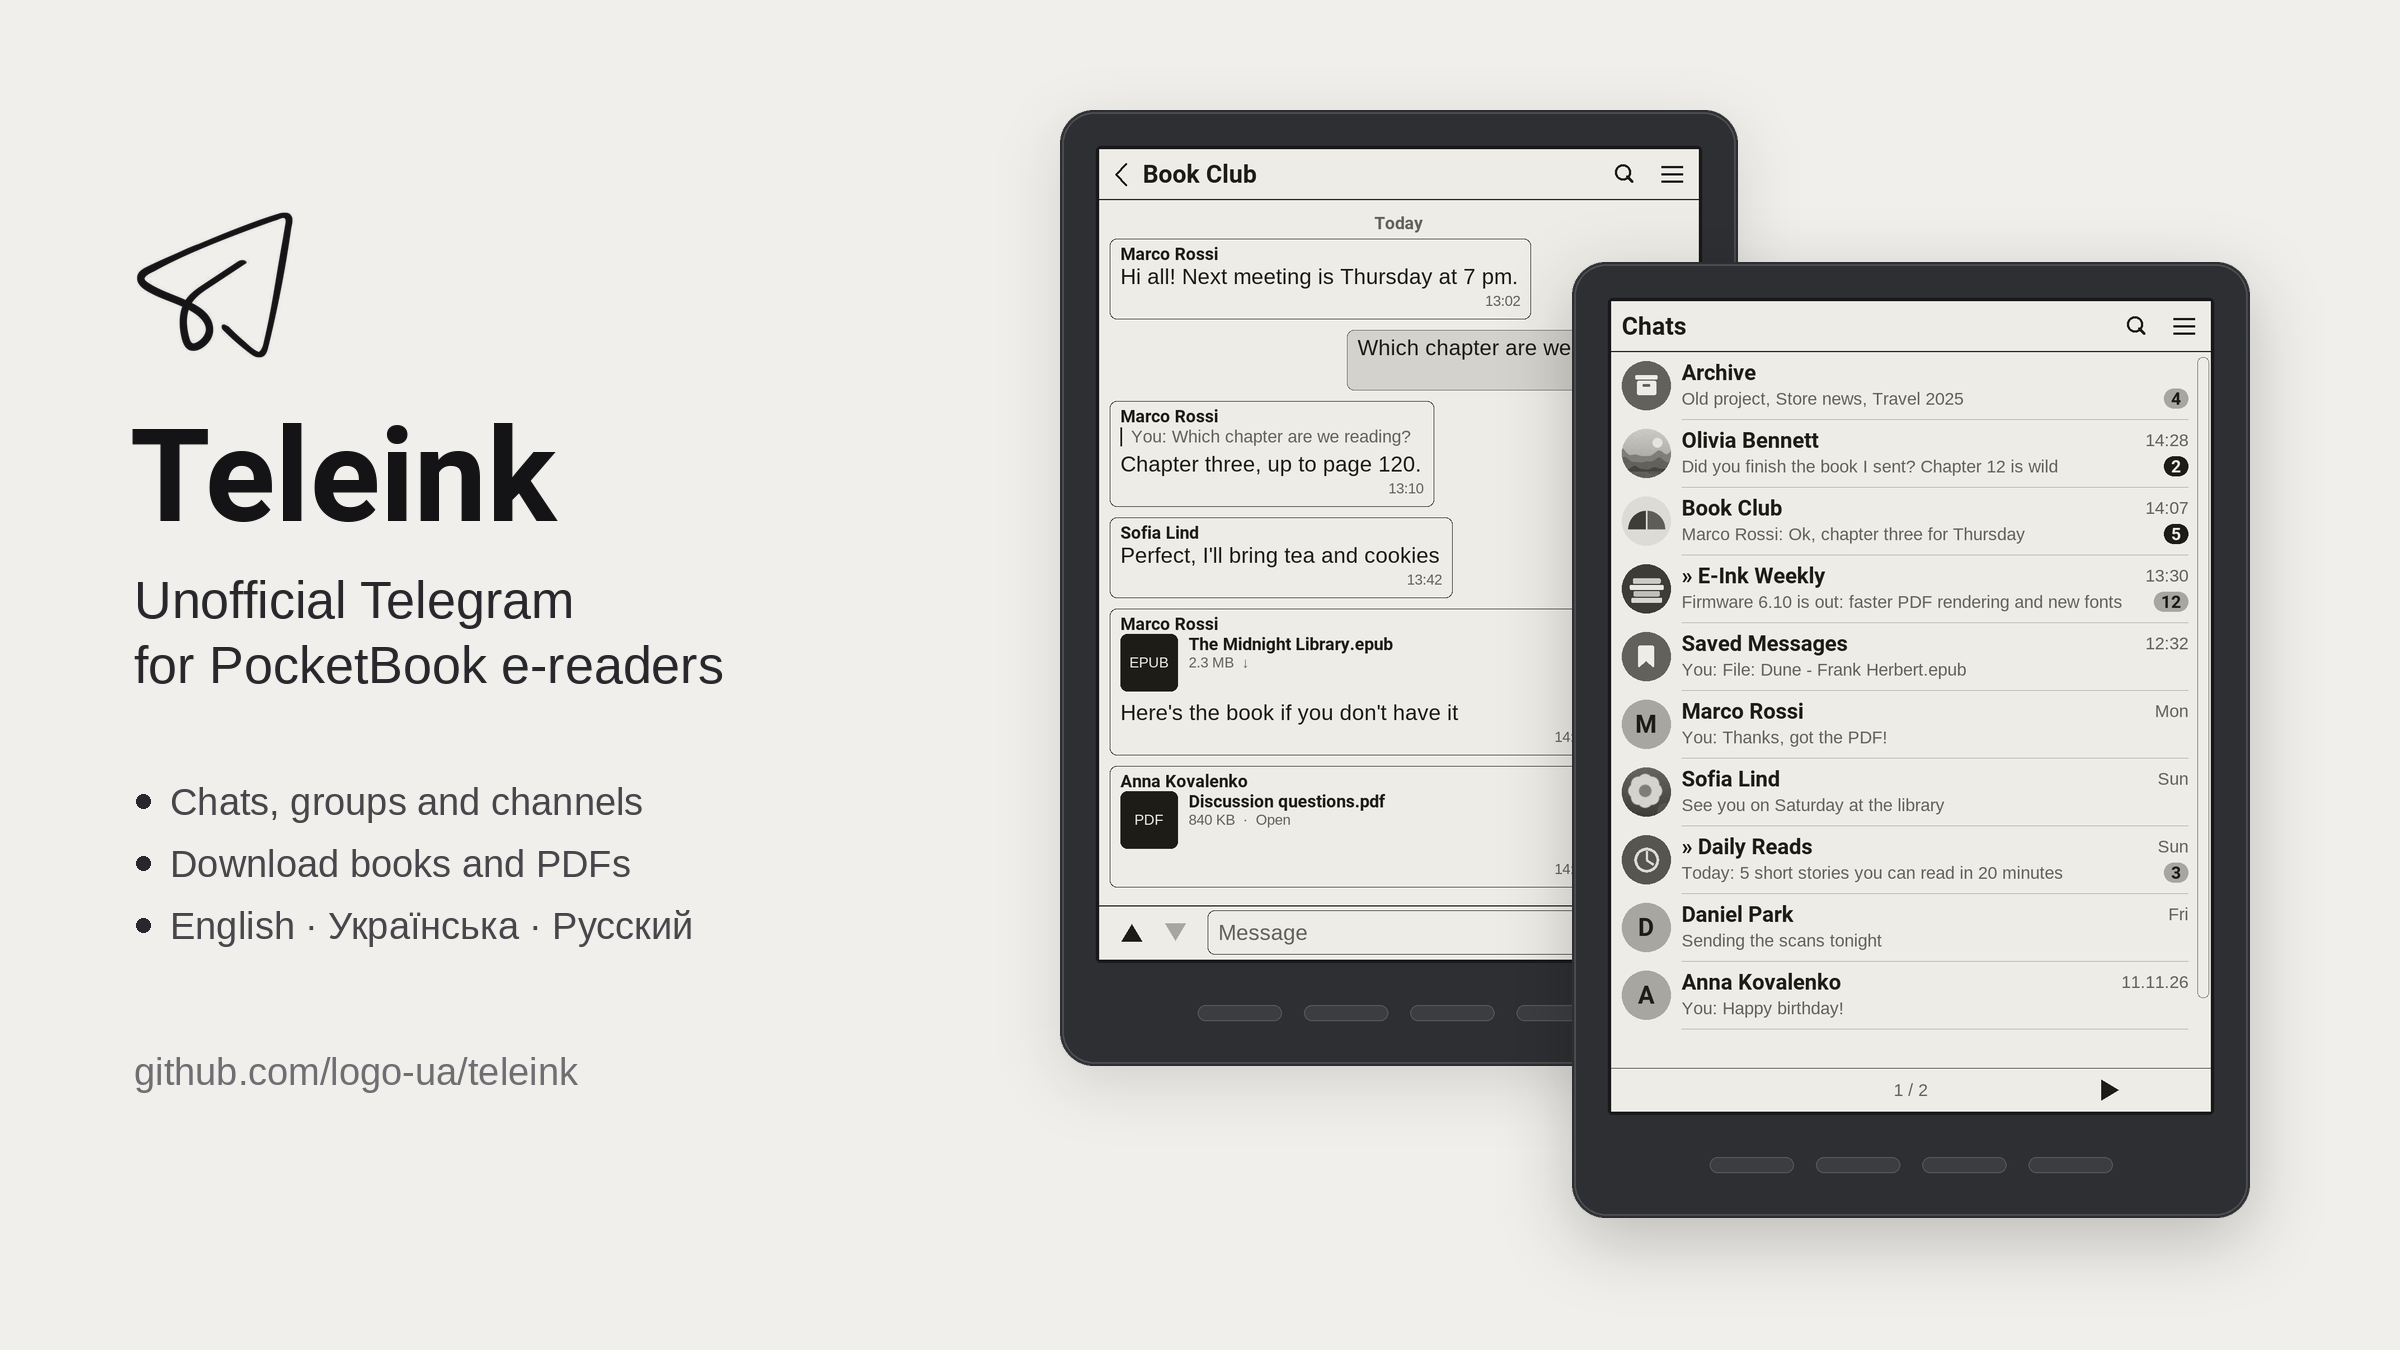 Teleink
Unofficial Telegram
for PocketBook e-readers
• Chats, groups and channels
• Download books and PDFs
• English · Українська · Русский
github.com/logo-ua/teleink
Book Club
Today
Marco Rossi
Hi all! Next meeting is Thursday at 7 pm.
13:02
Which chapter are we
Marco Rossi
You: Which chapter are we reading?
Chapter three, up to page 120.
13:10
Sofia Lind
Perfect, I'll bring tea and cookies
13:42
Marco Rossi
EPUB
The Midnight Library.epub
2.3 MB ↓
Here's the book if you don't have it
14:
Anna Kovalenko
PDF
Discussion questions.pdf
840 KB · Open
14:
Message
Chats
Archive
Old project, Store news, Travel 2025 4
Olivia Bennett 14:28
Did you finish the book I sent? Chapter 12 is wild 2
Book Club 14:07
Marco Rossi: Ok, chapter three for Thursday 5
» E-Ink Weekly 13:30
Firmware 6.10 is out: faster PDF rendering and new fonts 12
Saved Messages 12:32
You: File: Dune - Frank Herbert.epub
M Marco Rossi Mon
You: Thanks, got the PDF!
Sofia Lind Sun
See you on Saturday at the library
» Daily Reads Sun
Today: 5 short stories you can read in 20 minutes 3
D Daniel Park Fri
Sending the scans tonight
A Anna Kovalenko 11.11.26
You: Happy birthday!
1 / 2